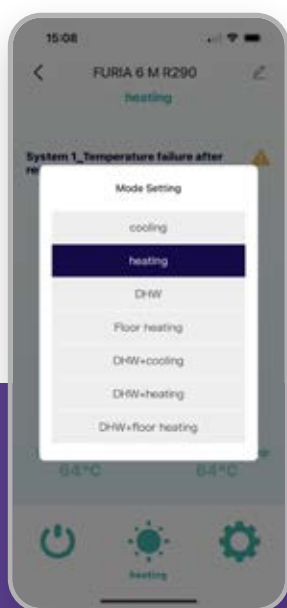 15:08
FURIA 6 M R290
heating
System 1_Temperature failure after
Mode Setting
cooling
heating
DHW
Floor heating
DHW+cooling
DHW+heating
DHW+floor heating
64°C 64°C
heating